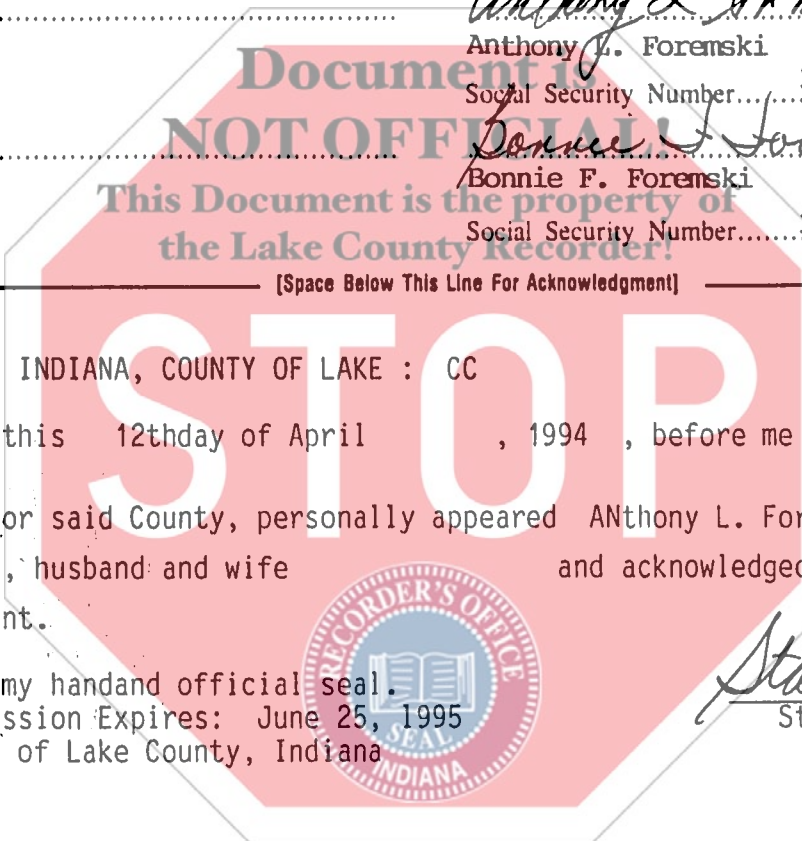 Anthony L.
Anthony L. Foremski
Document is
Social Security Number
NOT OFFICIAL!
Bonnie F.
Bonnie F. Foremski
This Document is the property of
Social Security Number
the Lake County Recorder!
[Space Below This Line For Acknowledgment]
STOP
INDIANA, COUNTY OF LAKE : CC
this 12thday of April , 1994 , before me
or said County, personally appeared ANthony L. For
, husband and wife and acknowledged
nt.
RECORDER'S OFFICE
my handand official seal.
ssion Expires: June 25, 1995
SEAL
of Lake County, Indiana
INDIANA